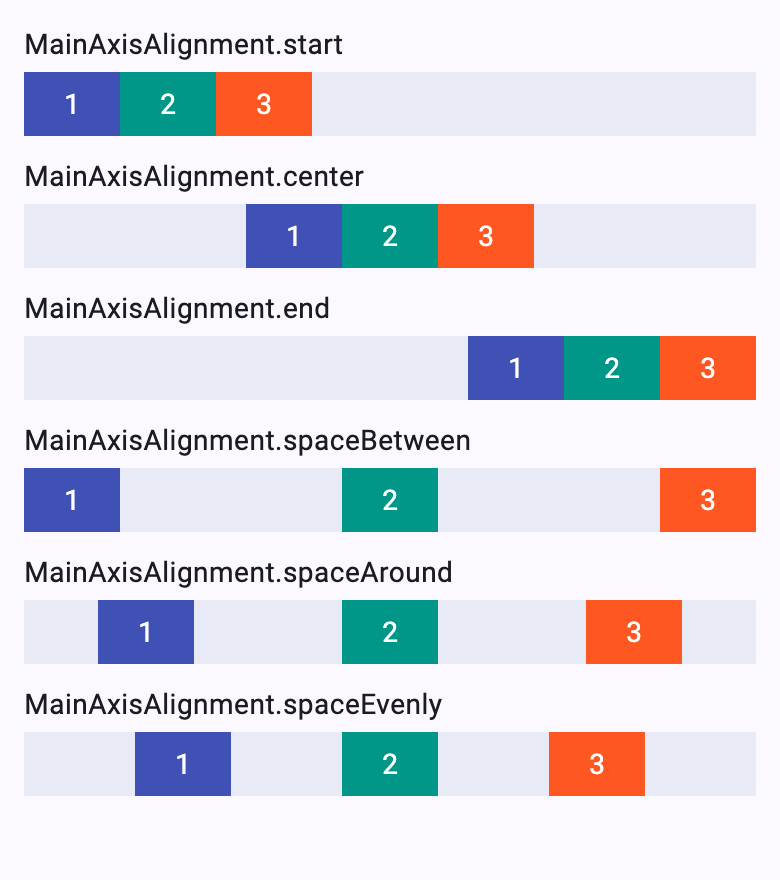 MainAxisAlignment.start
1 2 3
MainAxisAlignment.center
1 2 3
MainAxisAlignment.end
1 2 3
MainAxisAlignment.spaceBetween
1 2 3
MainAxisAlignment.spaceAround
1 2 3
MainAxisAlignment.spaceEvenly
1 2 3